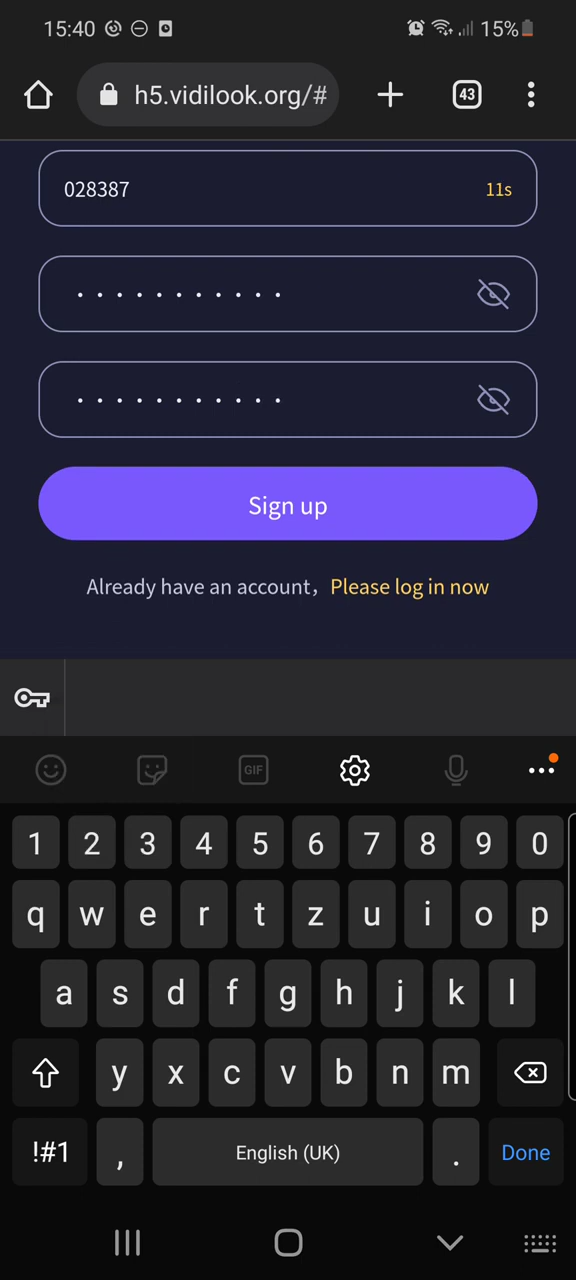 15:40
15%
h5.vidilook.org/#
43
028387
11s
Sign up
Already have an account, Please log in now
GIF
1 2 3 4 5 6 7 8 9 0
q w e r t z u i o p
a s d f g h j k l
y x c v b n m
!#1 , English (UK) . Done